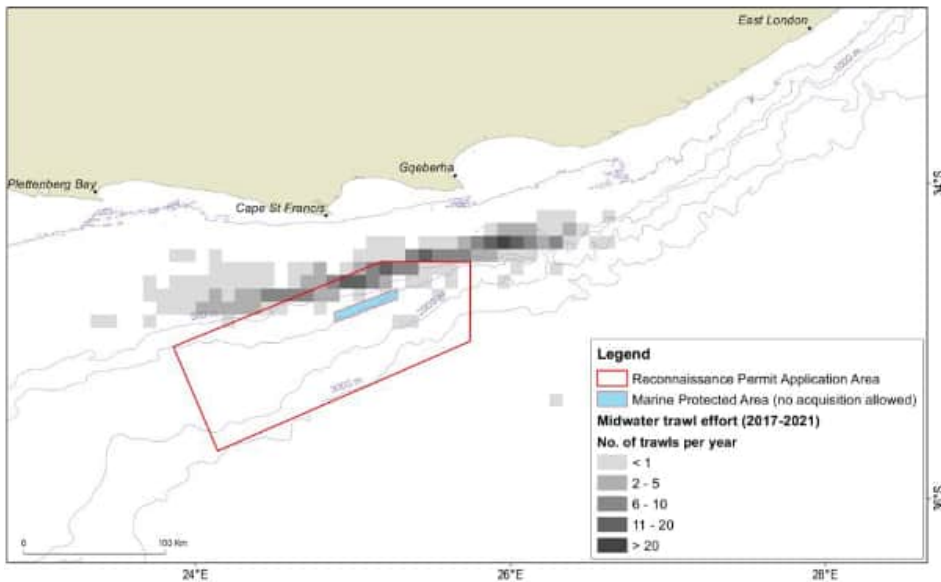 East London
1000 m
Gqeberha
Plettenberg Bay
Cape St Francis
34°S
3000 m
Legend
Reconnaissance Permit Application Area
Marine Protected Area (no acquisition allowed)
Midwater trawl effort (2017-2021)
No. of trawls per year
< 1
2 - 5
6 - 10
11 - 20
> 20
36°S
0 100 Km
24°E 26°E 28°E